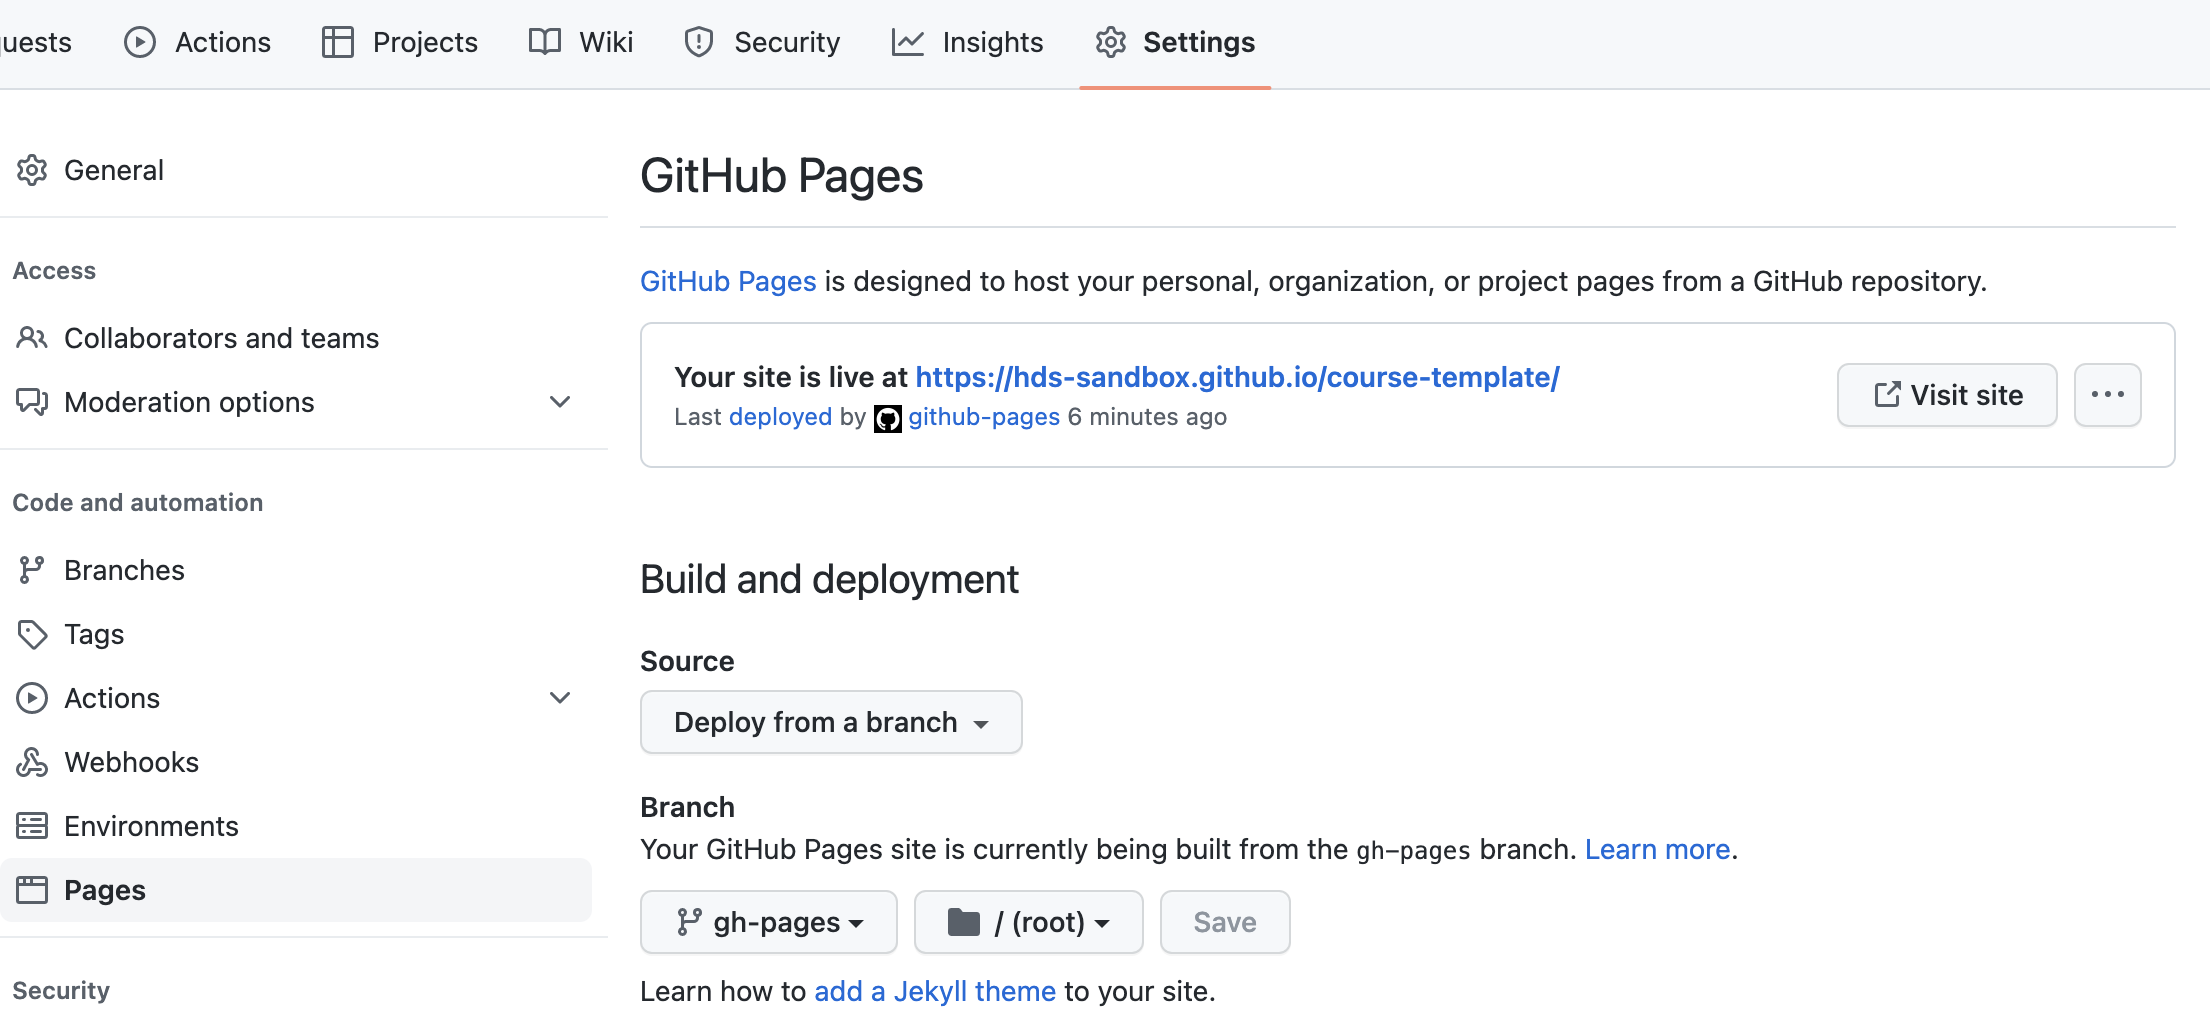 Actions Projects Wiki Security Insights Settings
General
Access
Collaborators and teams
Moderation options
Code and automation
Branches
Tags
Actions
Webhooks
Environments
Pages
Security
GitHub Pages
GitHub Pages is designed to host your personal, organization, or project pages from a GitHub repository.
Your site is live at https://hds-sandbox.github.io/course-template/
Last deployed by github-pages 6 minutes ago
Visit site
Build and deployment
Source
Deploy from a branch
Branch
Your GitHub Pages site is currently being built from the gh-pages branch. Learn more.
gh-pages / (root) Save
Learn how to add a Jekyll theme to your site.